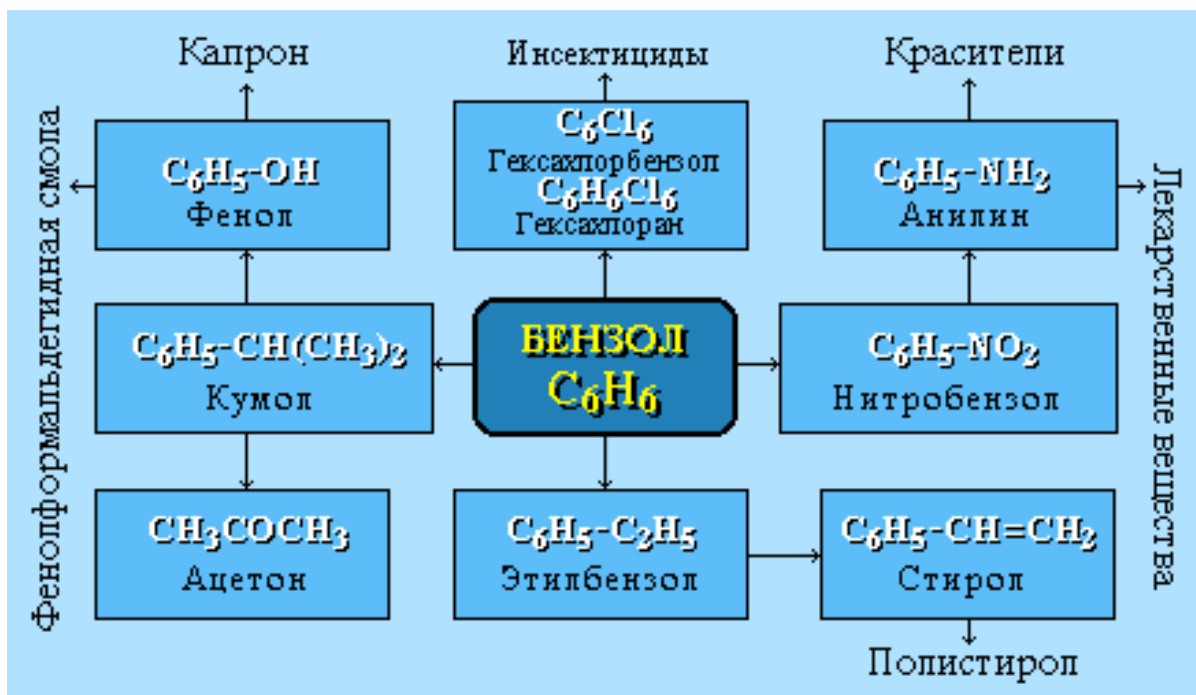 Капрон
Инсектициды
Красители
Фенолформальдегидная смола
C₆H₅-OH
Фенол
C₆Cl₆
Гексахлорбензол
C₆H₆Cl₆
Гексахлоран
C₆H₅-NH₂
Анилин
Лекарственные вещества
C₆H₅-CH(CH₃)₂
Кумол
БЕНЗОЛ
C₆H₆
C₆H₅-NO₂
Нитробензол
CH₃COCH₃
Ацетон
C₆H₅-C₂H₅
Этилбензол
C₆H₅-CH=CH₂
Стирол
Полистирол